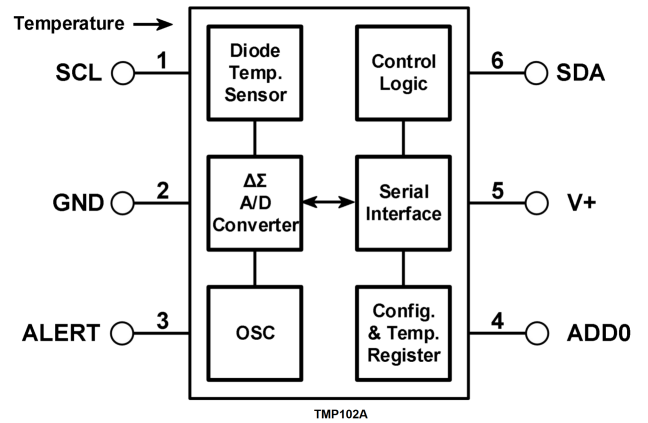 Temperature
SCL
1
Diode
Temp.
Sensor
Control
Logic
6
SDA
GND
2
ΔΣ
A/D
Converter
Serial
Interface
5
V+
ALERT
3
OSC
Config.
& Temp.
Register
4
ADD0
TMP102A